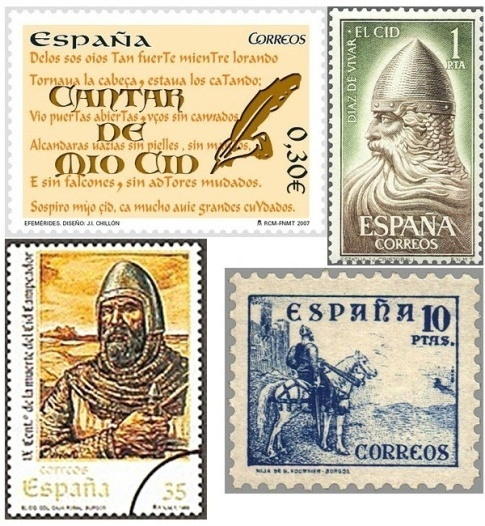 España
Correos
Delos sos oios Tan fuerTe mienTre lorando
Tornaua la cabeça, estaua los caTando;
CANTAR
Vio puerTas abierTas, vços sin cannados,
DE
Alcandaras uazias sin pielles, sin mantos,
MIO CID
E sin falcones, sin adTores mudados.
Sospiro mijo çid, ca mucho auie grandes cuYdados.
0,30€
EFEMÉRIDES. DISEÑO: J.I. CHILLÓN
RCM-FNMT 2007
DIAZ DE VIVAR · EL CID
1
PTA
ESPAÑA
CORREOS
IX Cent.º de la muerte del Cid Campeador
correos
España
35
ESPAÑA
10
PTAS.
CORREOS
HIJA DE B. FOURNIER-BURGOS